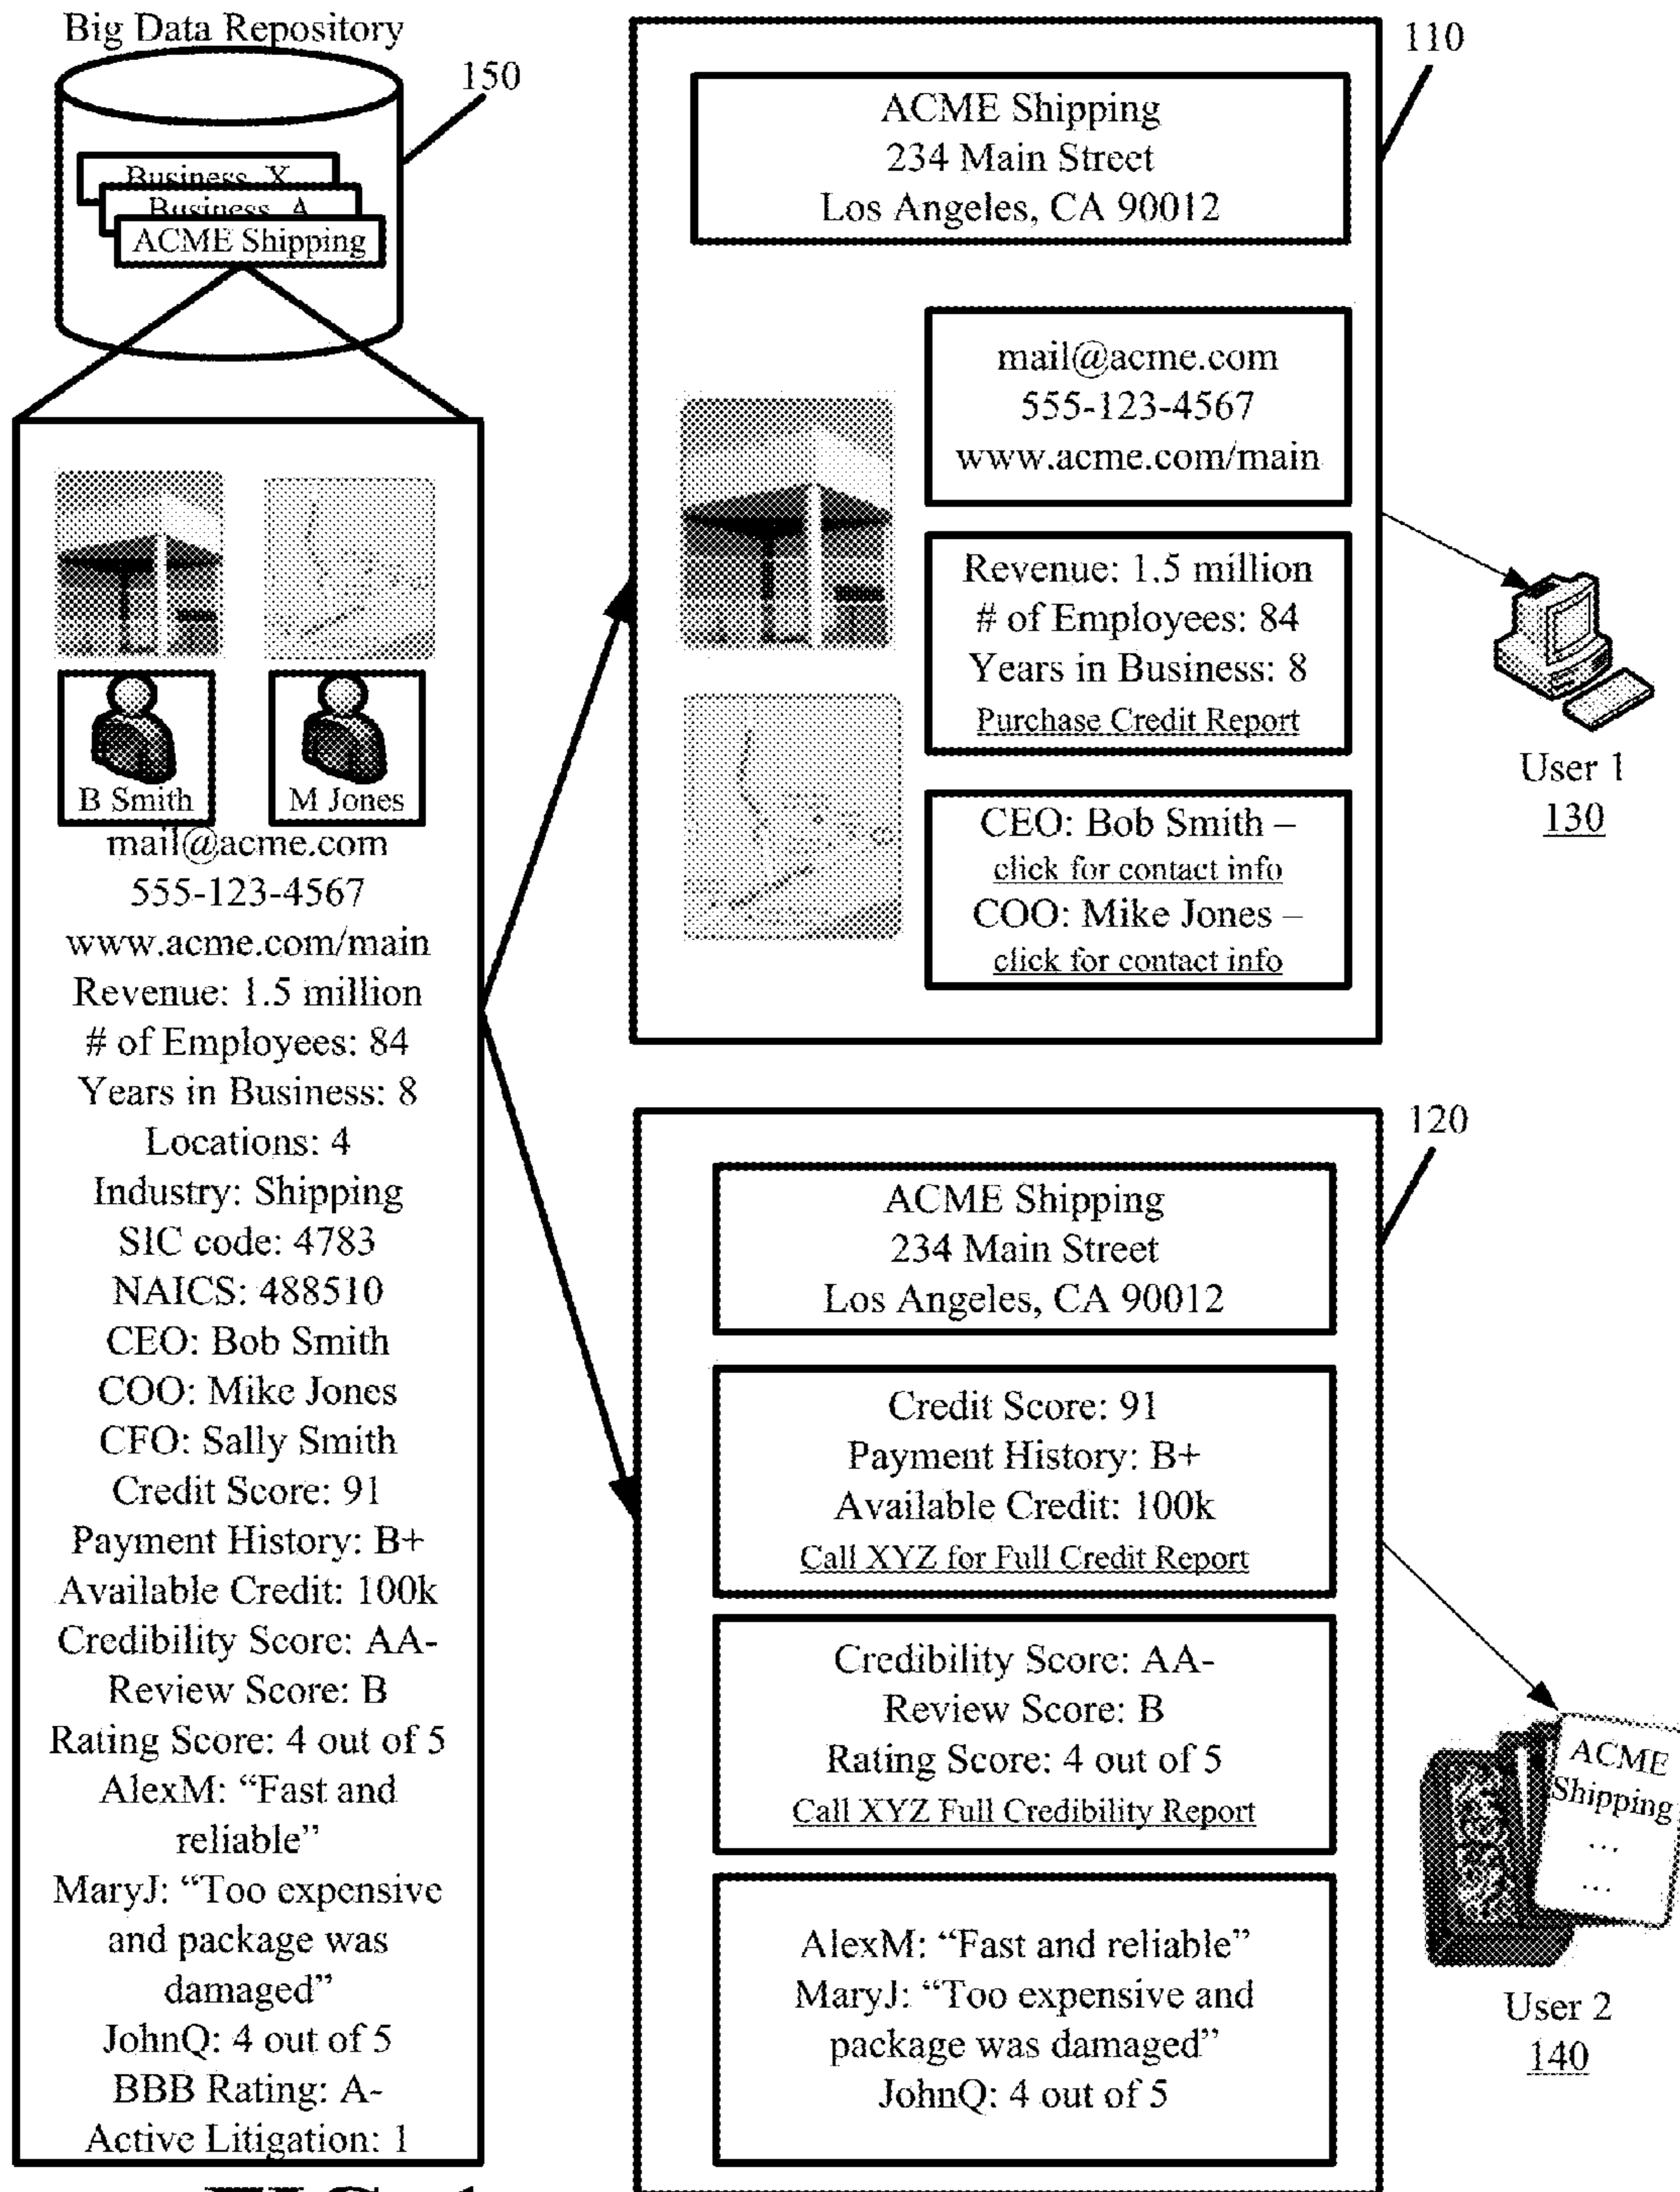 Big Data Repository
150
Business X
Business A
ACME Shipping
B Smith
M Jones
mail@acme.com
555-123-4567
www.acme.com/main
Revenue: 1.5 million
# of Employees: 84
Years in Business: 8
Locations: 4
Industry: Shipping
SIC code: 4783
NAICS: 488510
CEO: Bob Smith
COO: Mike Jones
CFO: Sally Smith
Credit Score: 91
Payment History: B+
Available Credit: 100k
Credibility Score: AA-
Review Score: B
Rating Score: 4 out of 5
AlexM: “Fast and
reliable”
MaryJ: “Too expensive
and package was
damaged”
JohnQ: 4 out of 5
BBB Rating: A-
Active Litigation: 1
110
ACME Shipping
234 Main Street
Los Angeles, CA 90012
mail@acme.com
555-123-4567
www.acme.com/main
Revenue: 1.5 million
# of Employees: 84
Years in Business: 8
Purchase Credit Report
CEO: Bob Smith –
click for contact info
COO: Mike Jones –
click for contact info
User 1
130
120
ACME Shipping
234 Main Street
Los Angeles, CA 90012
Credit Score: 91
Payment History: B+
Available Credit: 100k
Call XYZ for Full Credit Report
Credibility Score: AA-
Review Score: B
Rating Score: 4 out of 5
Call XYZ Full Credibility Report
AlexM: “Fast and reliable”
MaryJ: “Too expensive and
package was damaged”
JohnQ: 4 out of 5
ACME
Shipping
...
...
User 2
140